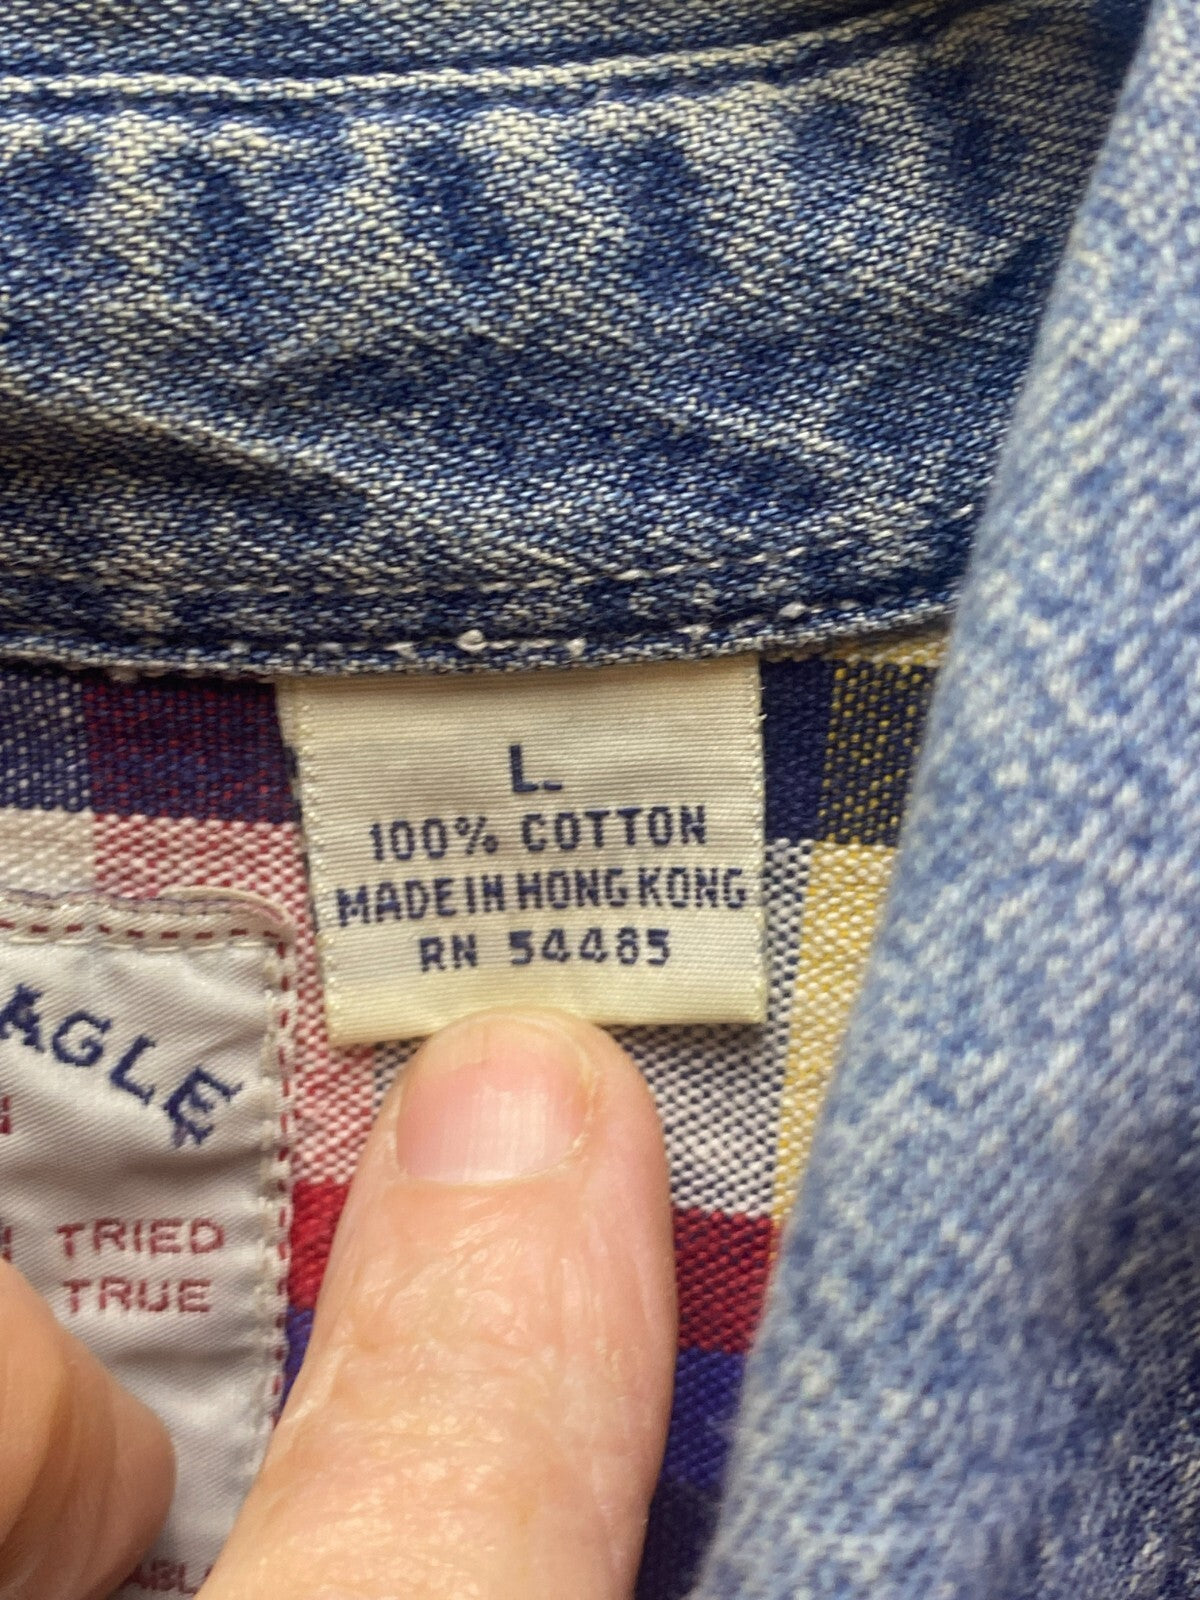 L.
100% COTTON
MADE IN HONG KONG
RN 54485
AGLE
TRIED
TRUE